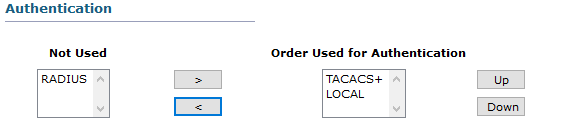 Authentication
Not Used
Order Used for Authentication
RADIUS
>
TACACS+
Up
LOCAL
<
Down